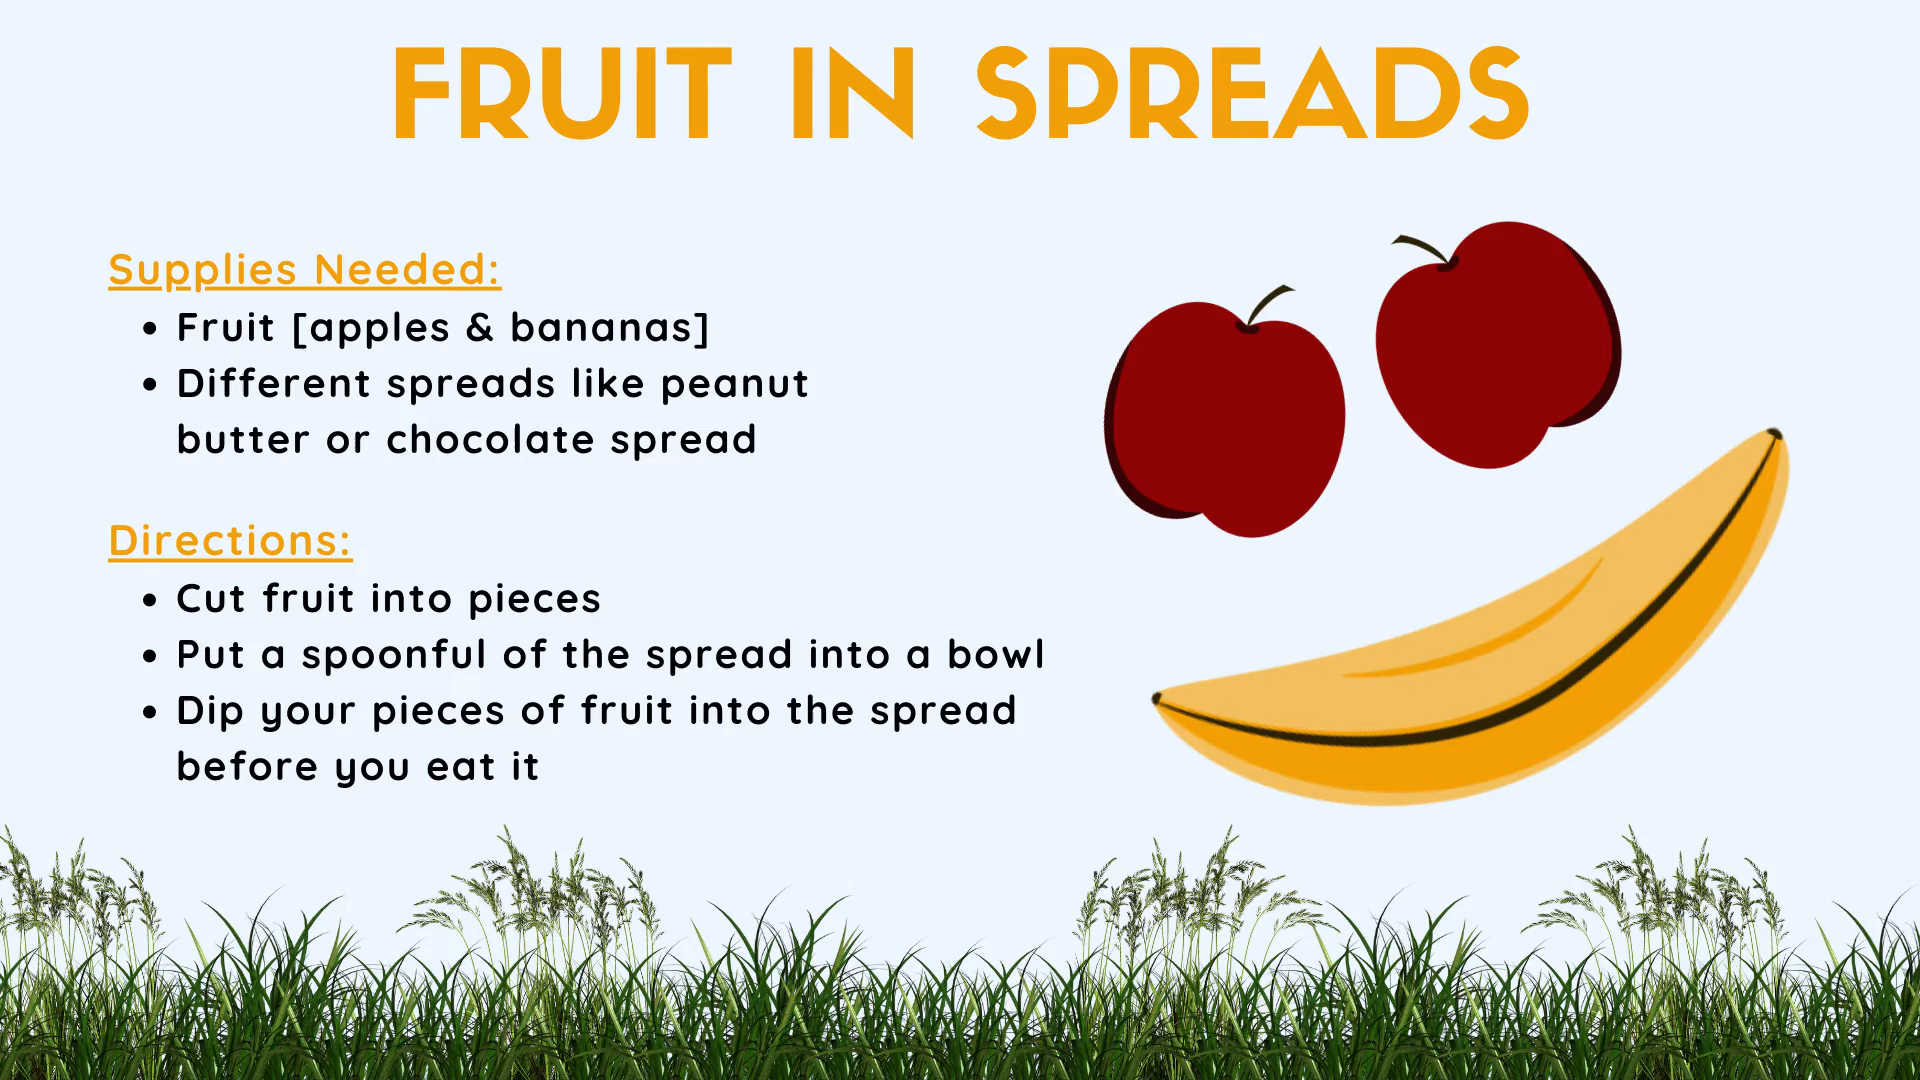 FRUIT IN SPREADS
Supplies Needed:
• Fruit [apples & bananas]
• Different spreads like peanut
butter or chocolate spread
Directions:
• Cut fruit into pieces
• Put a spoonful of the spread into a bowl
• Dip your pieces of fruit into the spread
before you eat it